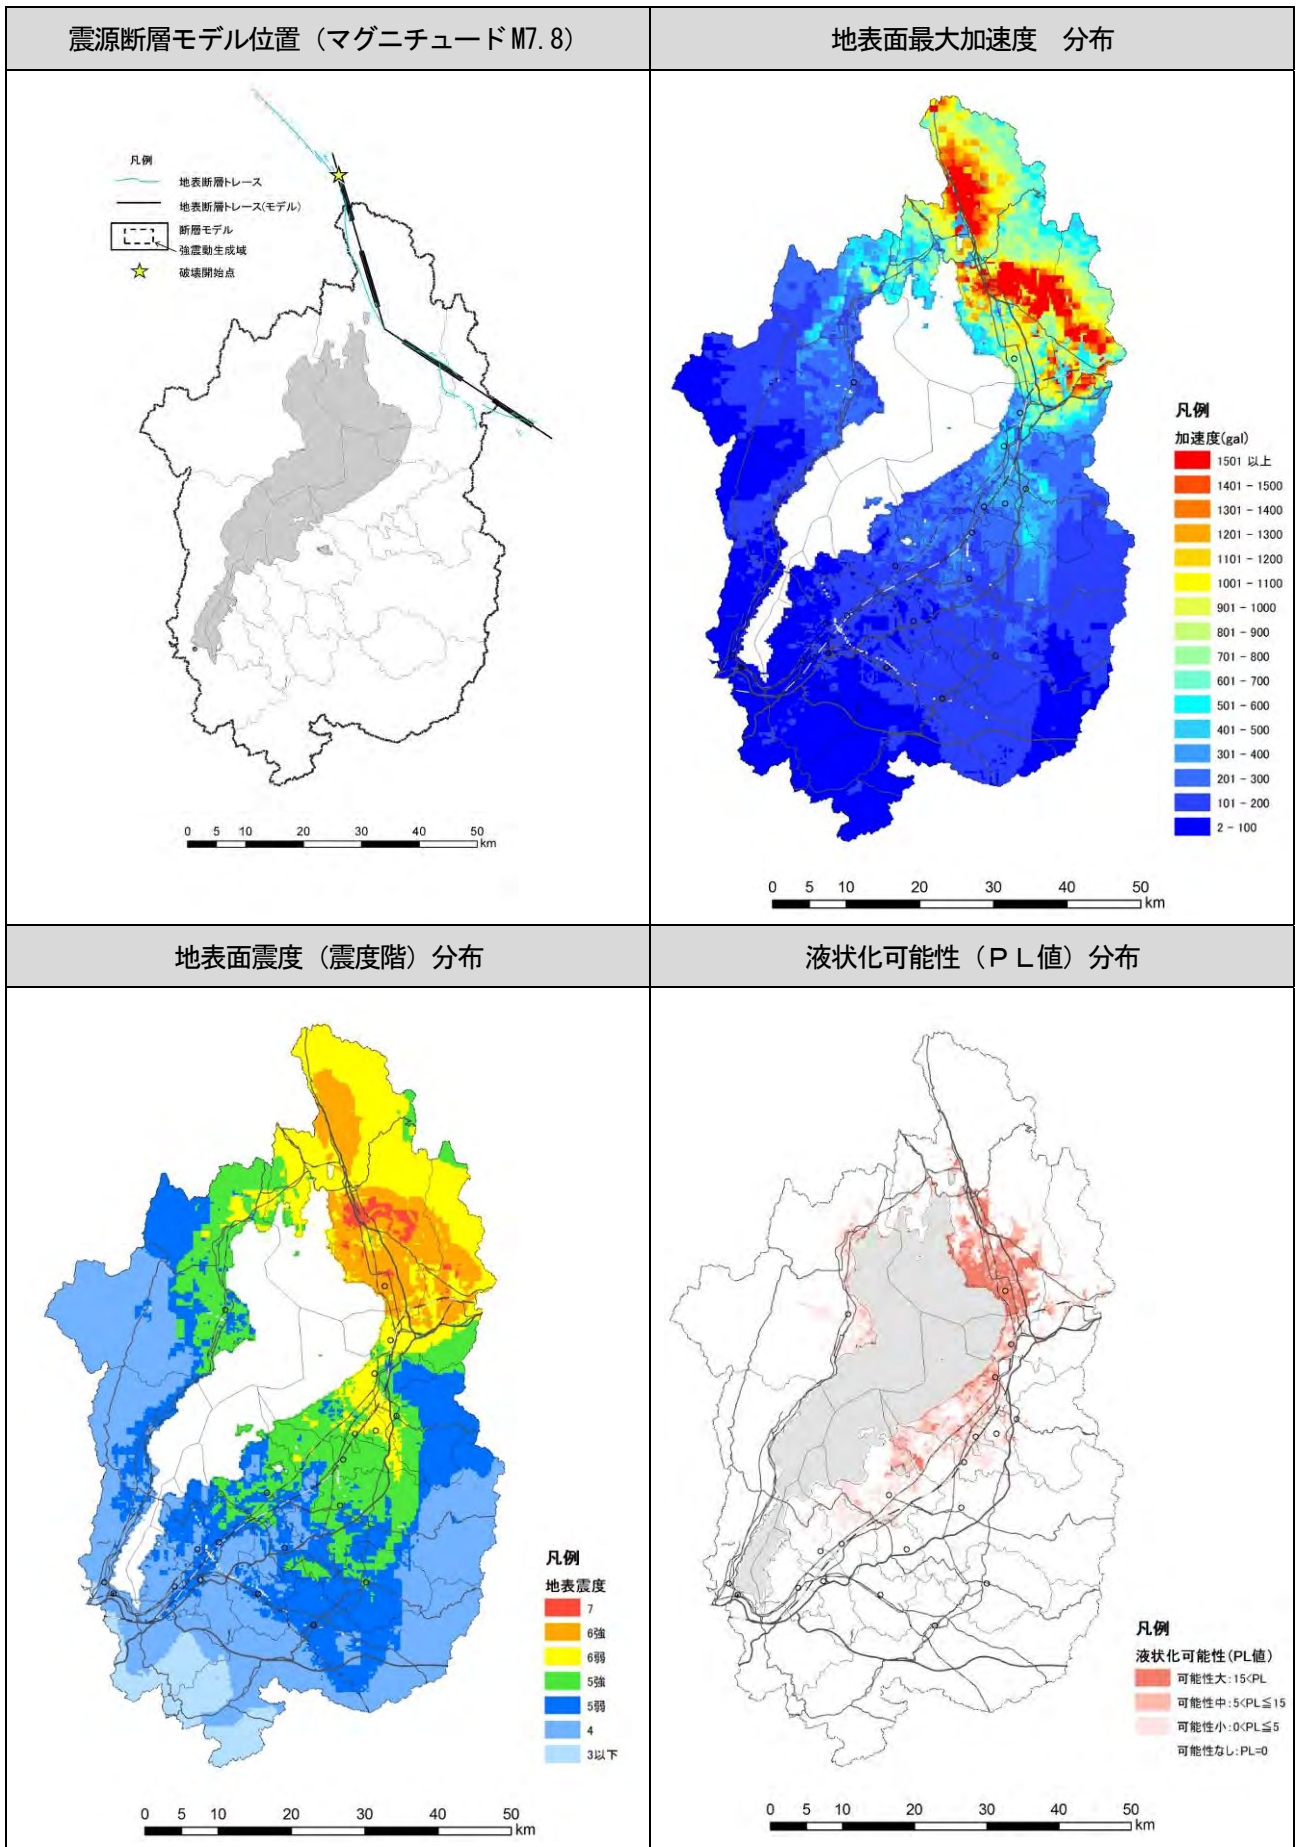 震源断層モデル位置（マグニチュードM7.8）
地表面最大加速度　分布
凡例
地表断層トレース
地表断層トレース(モデル)
断層モデル
強震動生成域
破壊開始点
0 5 10 20 30 40 50
km
凡例
加速度(gal)
1501 以上
1401 - 1500
1301 - 1400
1201 - 1300
1101 - 1200
1001 - 1100
901 - 1000
801 - 900
701 - 800
601 - 700
501 - 600
401 - 500
301 - 400
201 - 300
101 - 200
2 - 100
0 5 10 20 30 40 50
km
地表面震度（震度階）分布
液状化可能性（ＰＬ値）分布
凡例
地表震度
7
6強
6弱
5強
5弱
4
3以下
0 5 10 20 30 40 50
km
凡例
液状化可能性(PL値)
可能性大:15<PL
可能性中:5<PL≦15
可能性小:0<PL≦5
可能性なし:PL=0
0 5 10 20 30 40 50
km